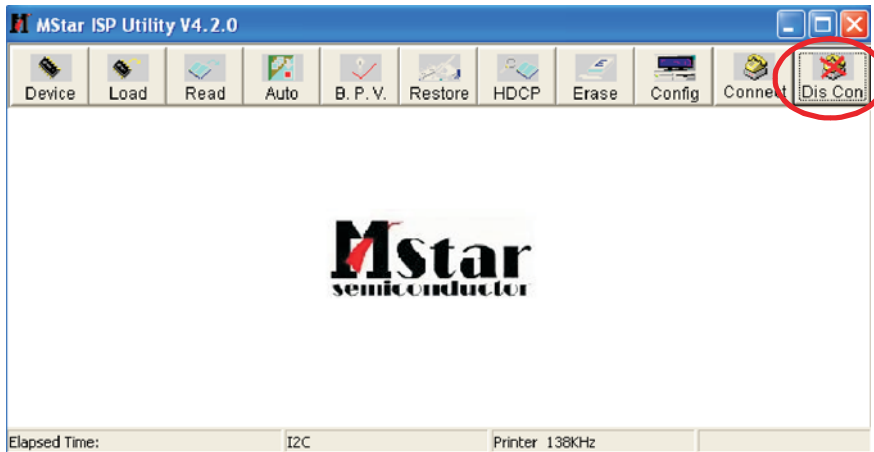 MStar ISP Utility V4.2.0
Device Load Read Auto B.P.V. Restore HDCP Erase Config Connect Dis Con
Mstar
semiconductor
Elapsed Time: I2C Printer 138KHz